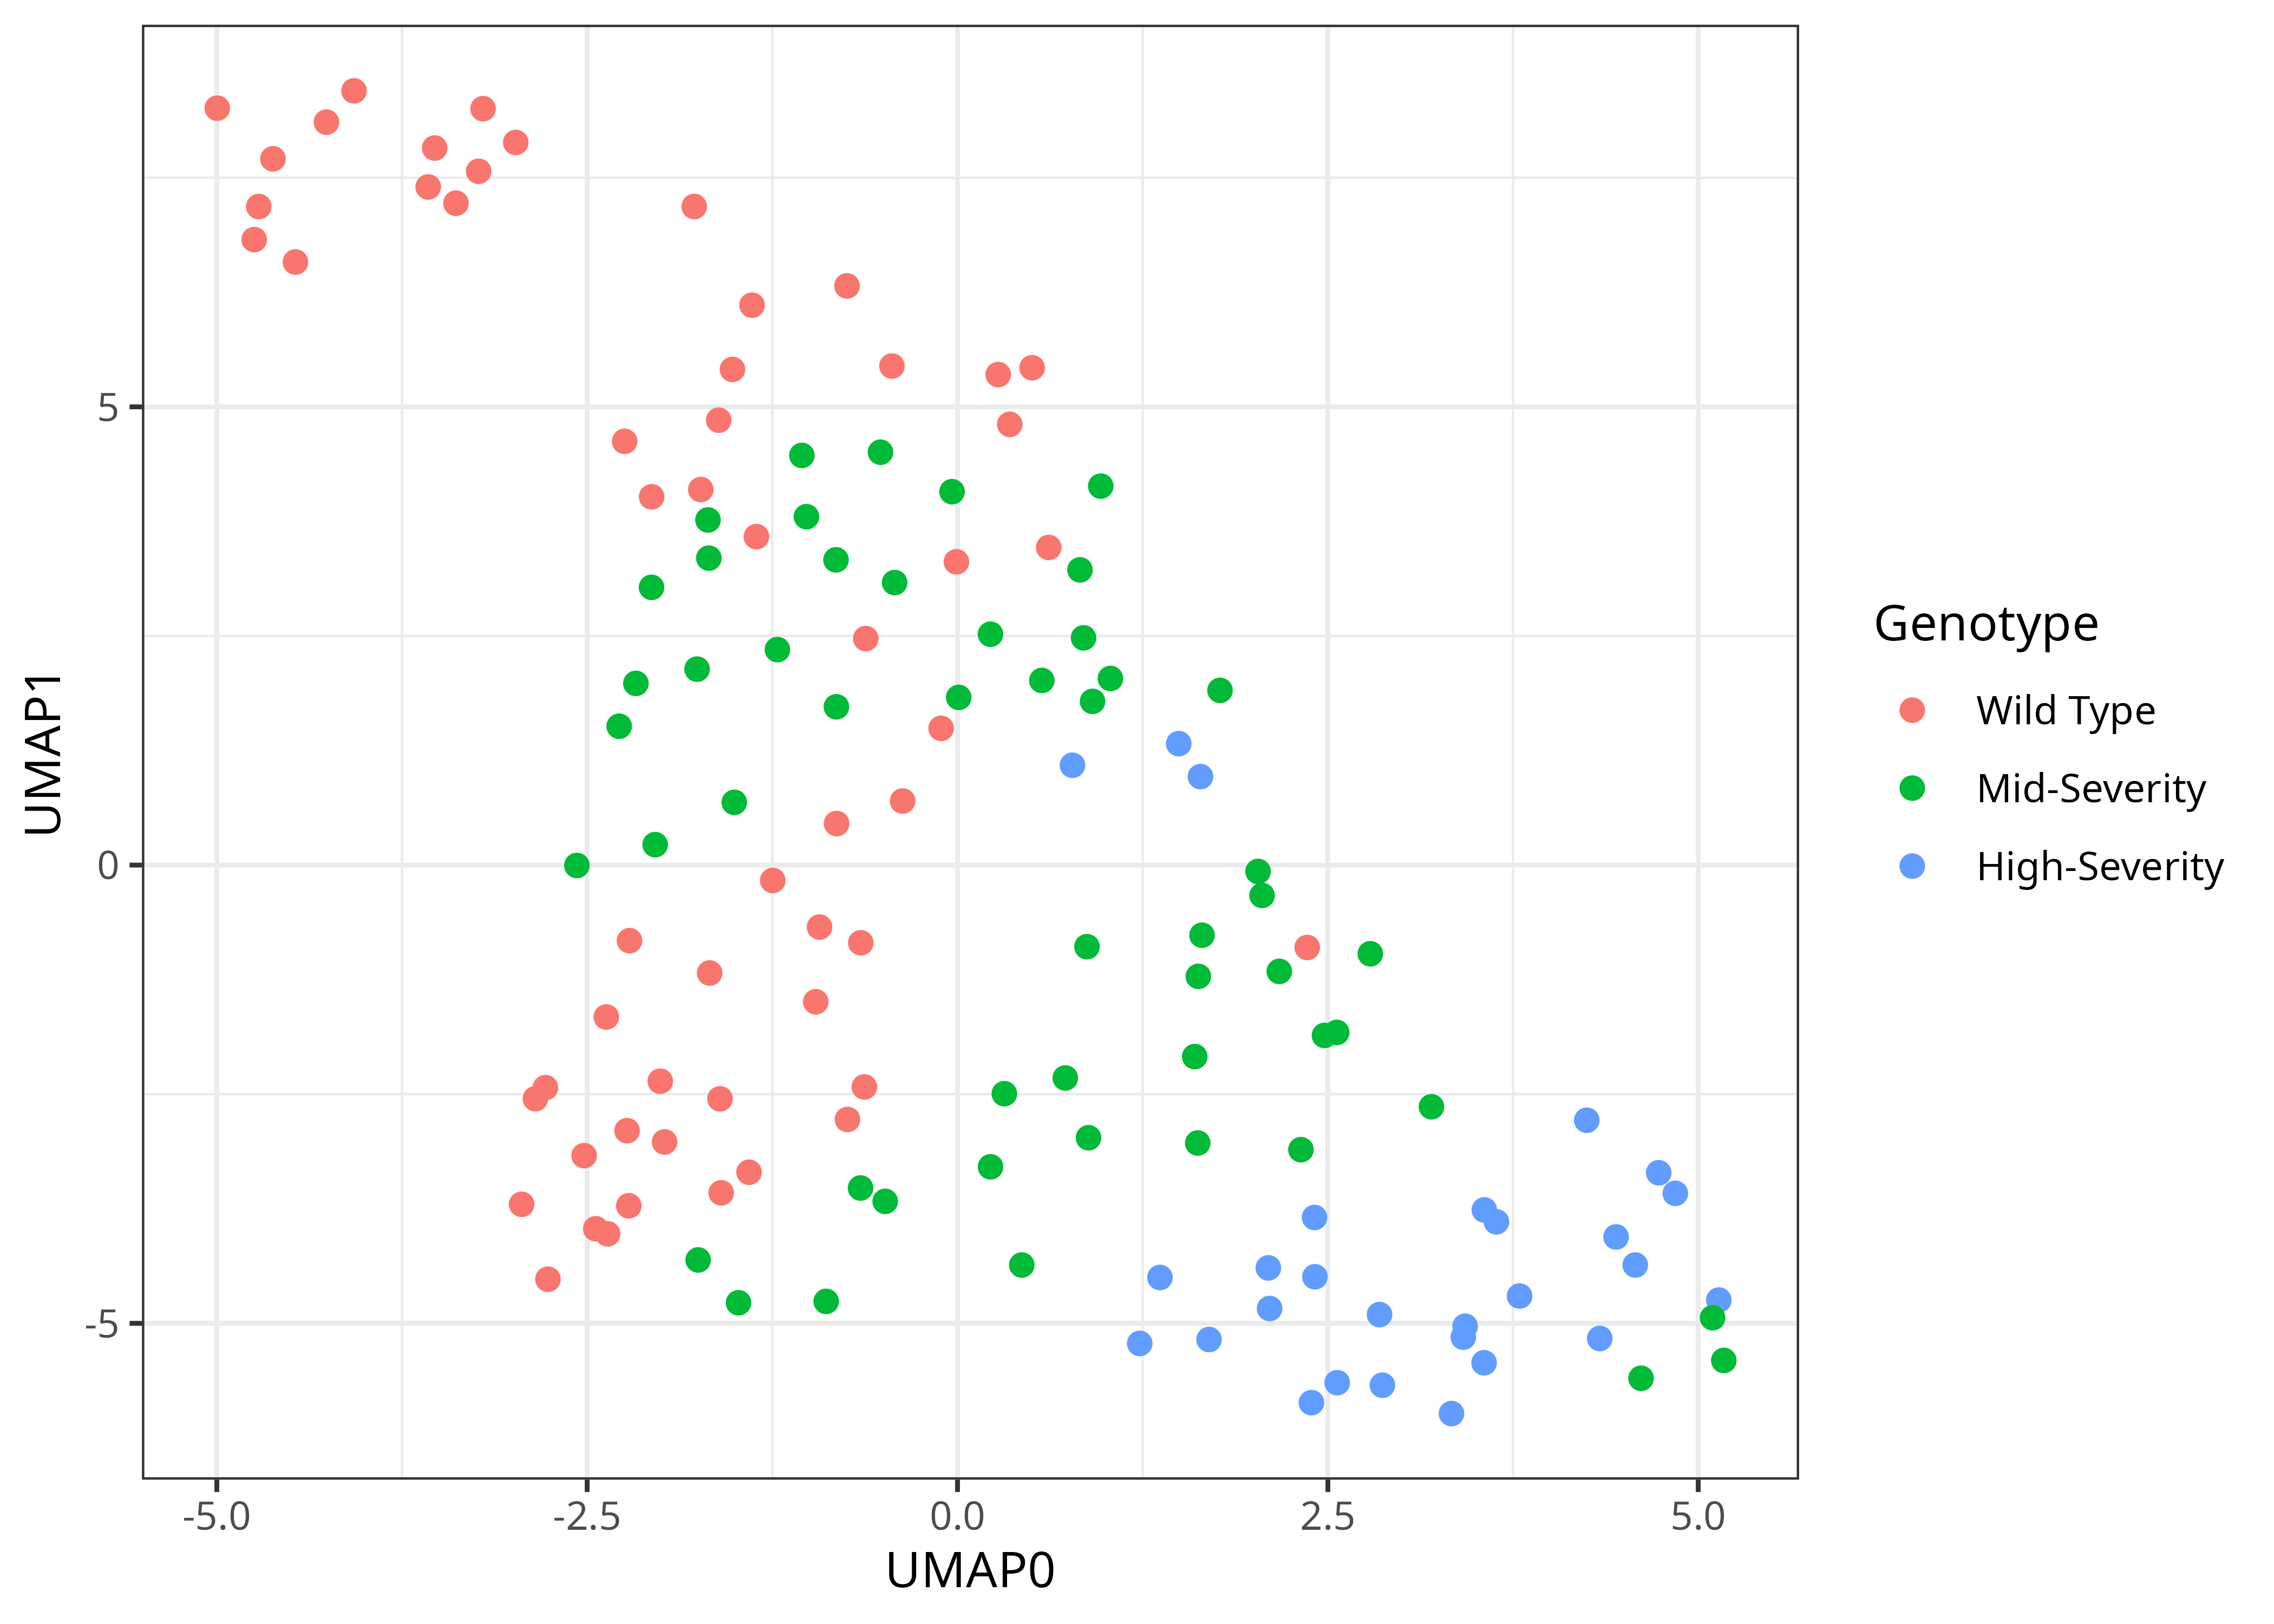 UMAP1
5
0
-5
-5.0
-2.5
0.0
2.5
5.0
UMAP0
Genotype
Wild Type
Mid-Severity
High-Severity